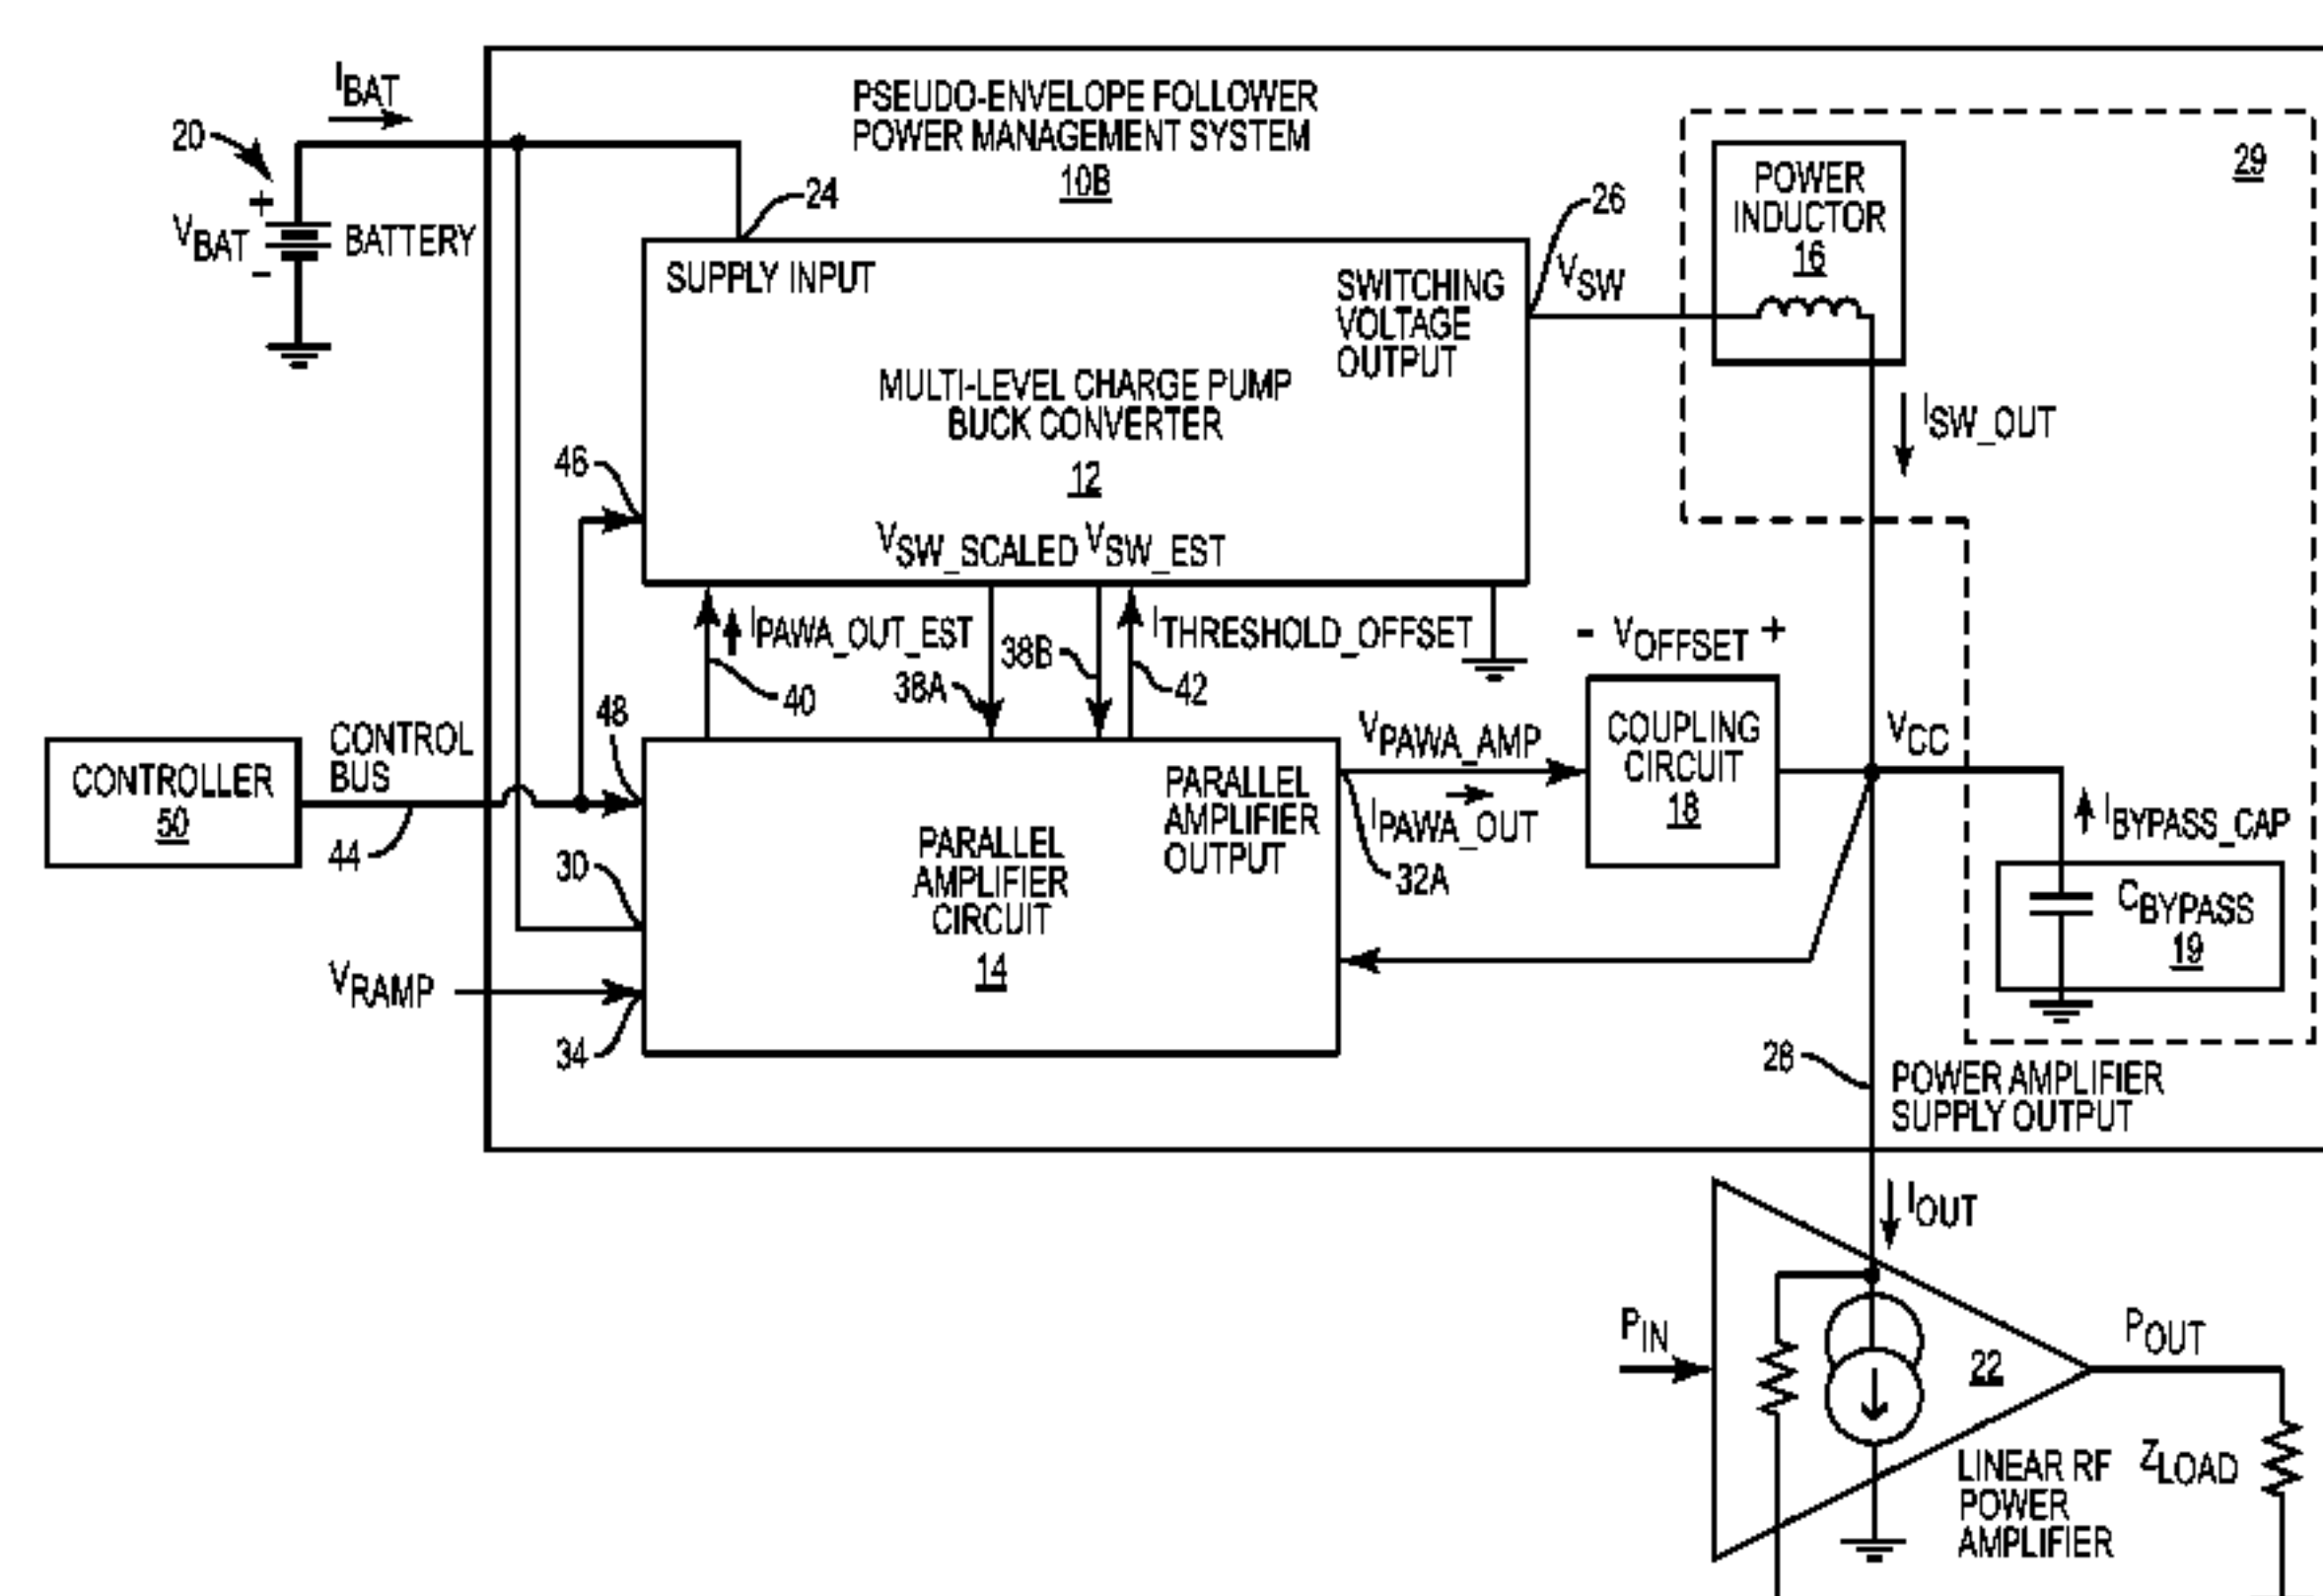 PSEUDO-ENVELOPE FOLLOWER
POWER MANAGEMENT SYSTEM
10B
IBAT
20
+
VBAT
-
BATTERY
24
SUPPLY INPUT
SWITCHING
VOLTAGE
OUTPUT
MULTI-LEVEL CHARGE PUMP
BUCK CONVERTER
12
VSW_SCALED VSW_EST
26
VSW
POWER
INDUCTOR
16
29
ISW_OUT
46
IPAWA_OUT_EST
40
38A
38B
ITHRESHOLD_OFFSET
42
- VOFFSET +
COUPLING
CIRCUIT
18
VCC
IBYPASS_CAP
CBYPASS
19
CONTROLLER
50
CONTROL
BUS
44
48
30
VRAMP
34
PARALLEL
AMPLIFIER
CIRCUIT
14
PARALLEL
AMPLIFIER
OUTPUT
VPAWA_AMP
IPAWA_OUT
32A
28
POWER AMPLIFIER
SUPPLY OUTPUT
IOUT
PIN
22
POUT
LINEAR RF
POWER
AMPLIFIER
ZLOAD